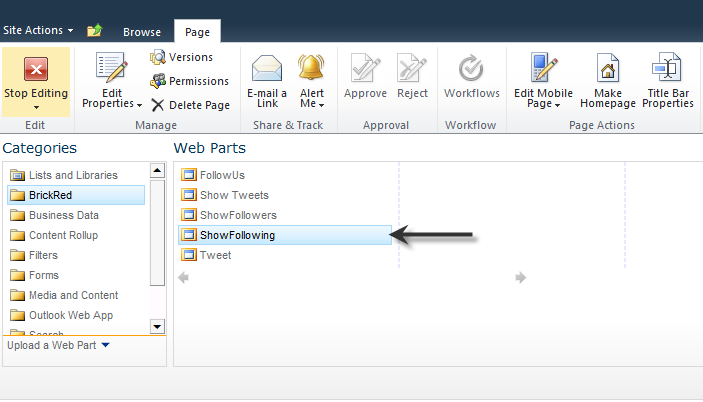 Site Actions
Browse
Page
Stop Editing
Edit Properties
Versions
Permissions
Delete Page
E-mail a Link
Alert Me
Approve
Reject
Workflows
Edit Mobile Page
Make Homepage
Title Bar Properties
Edit
Manage
Share & Track
Approval
Workflow
Page Actions
Categories
Lists and Libraries
BrickRed
Business Data
Content Rollup
Filters
Forms
Media and Content
Outlook Web App
Search
Upload a Web Part
Web Parts
FollowUs
Show Tweets
ShowFollowers
ShowFollowing
Tweet